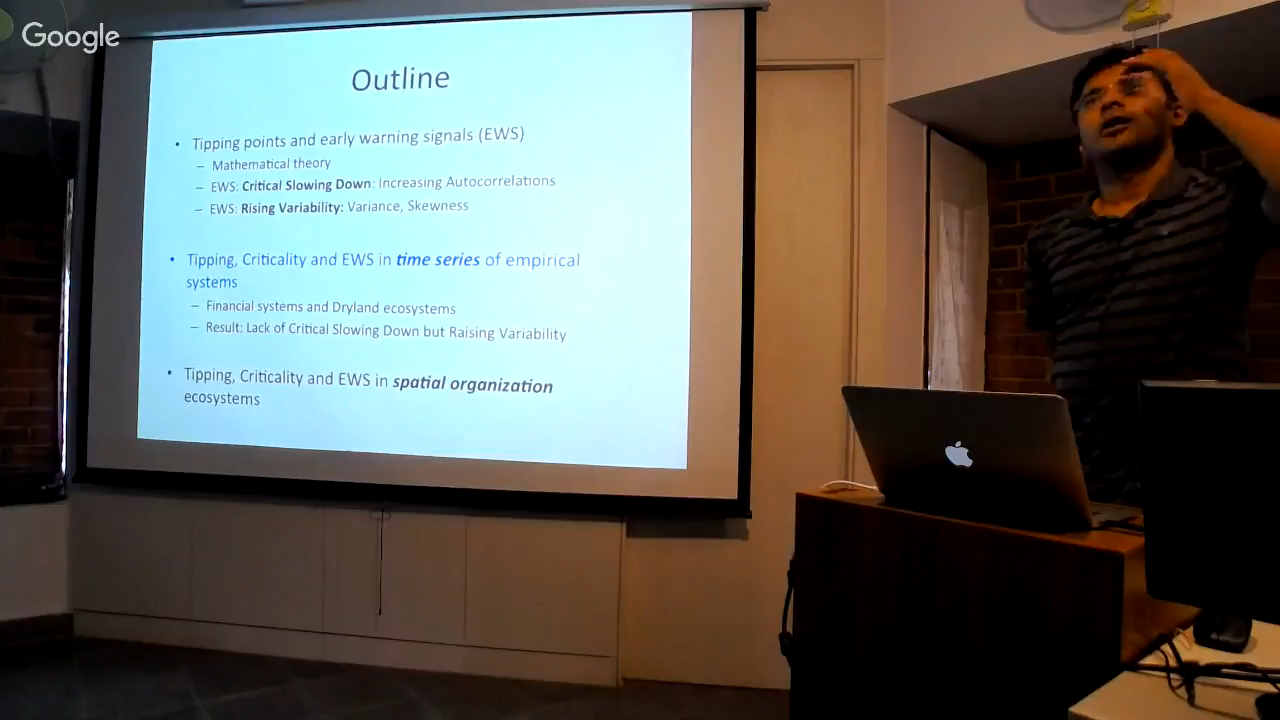 Google
Outline
• Tipping points and early warning signals (EWS)
– Mathematical theory
– EWS: Critical Slowing Down: Increasing Autocorrelations
– EWS: Rising Variability: Variance, Skewness
• Tipping, Criticality and EWS in time series of empirical
systems
– Financial systems and Dryland ecosystems
– Result: Lack of Critical Slowing Down but Raising Variability
• Tipping, Criticality and EWS in spatial organization
ecosystems